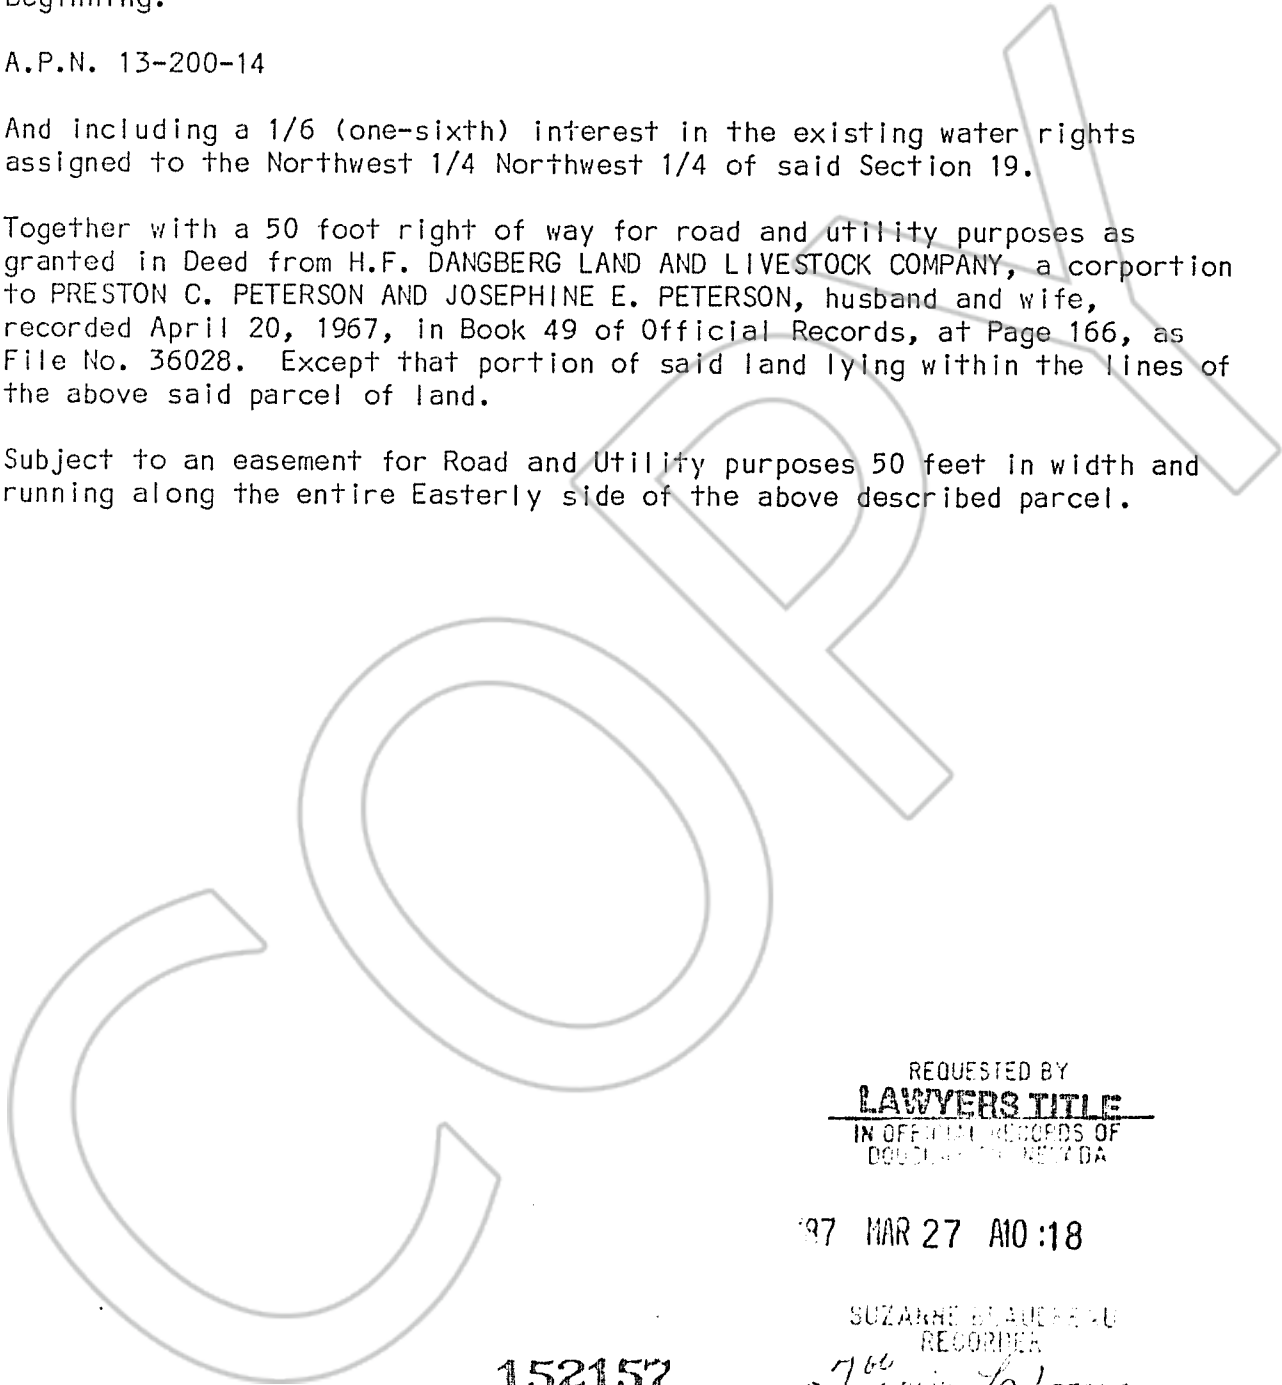 Beginning.
A.P.N. 13-200-14
And including a 1/6 (one-sixth) interest in the existing water rights
assigned to the Northwest 1/4 Northwest 1/4 of said Section 19.
Together with a 50 foot right of way for road and utility purposes as
granted in Deed from H.F. DANGBERG LAND AND LIVESTOCK COMPANY, a corportion
to PRESTON C. PETERSON AND JOSEPHINE E. PETERSON, husband and wife,
recorded April 20, 1967, in Book 49 of Official Records, at Page 166, as
File No. 36028.  Except that portion of said land lying within the lines of
the above said parcel of land.
Subject to an easement for Road and Utility purposes 50 feet in width and
running along the entire Easterly side of the above described parcel.
COPY
REQUESTED BY
LAWYERS TITLE
IN OFFICIAL RECORDS OF
NEVADA
MAR 27 A10:18
SUZANNE
RECORDER
152157